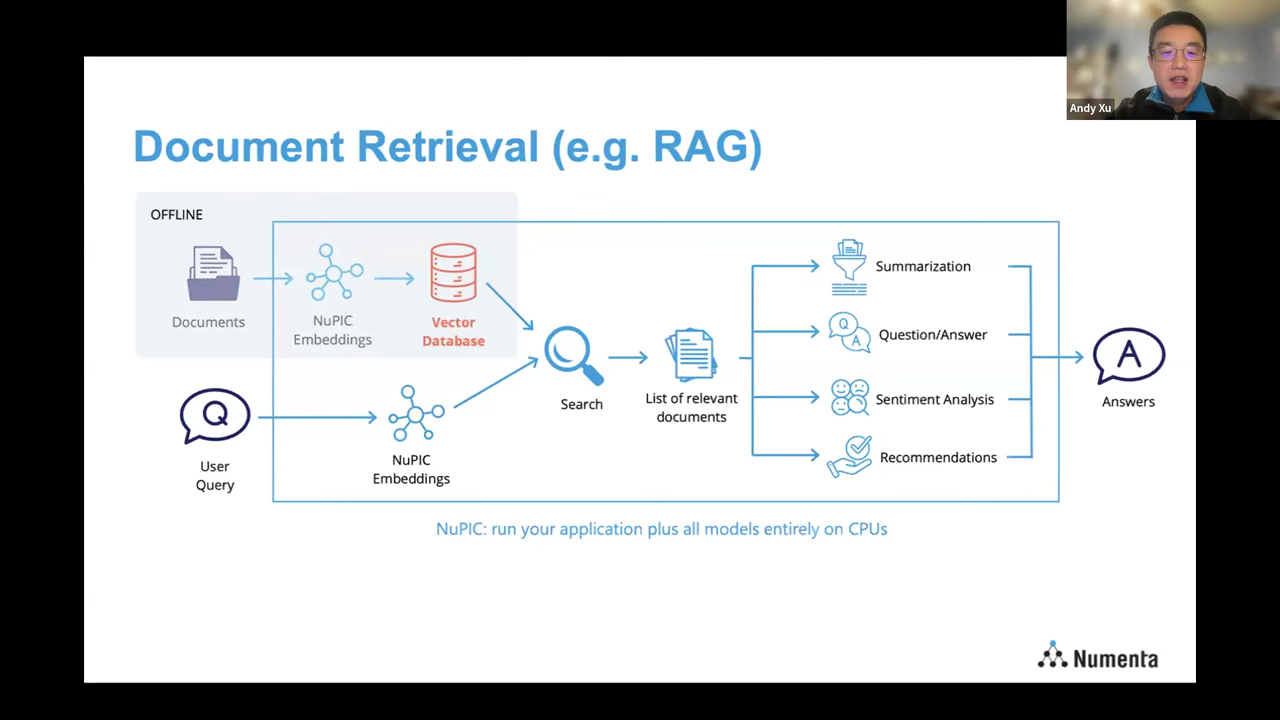 Andy Xu
Document Retrieval (e.g. RAG)
OFFLINE
Documents
NuPIC
Embeddings
Vector
Database
Q
User
Query
NuPIC
Embeddings
Search
List of relevant
documents
Summarization
Q
A
Question/Answer
Sentiment Analysis
Recommendations
A
Answers
NuPIC: run your application plus all models entirely on CPUs
Numenta